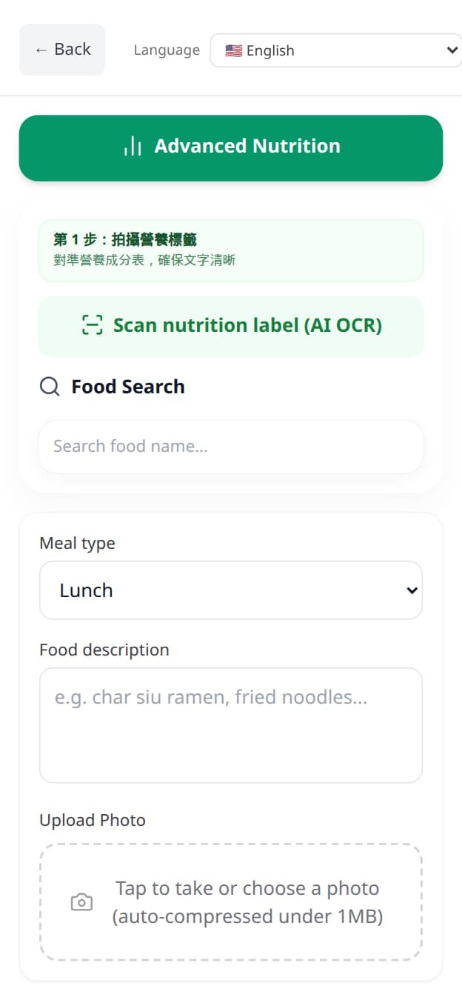 ← Back
Language
🇺🇸 English
Advanced Nutrition
第 1 步：拍攝營養標籤
對準營養成分表，確保文字清晰
Scan nutrition label (AI OCR)
Food Search
Search food name...
Meal type
Lunch
Food description
e.g. char siu ramen, fried noodles...
Upload Photo
Tap to take or choose a photo
(auto-compressed under 1MB)